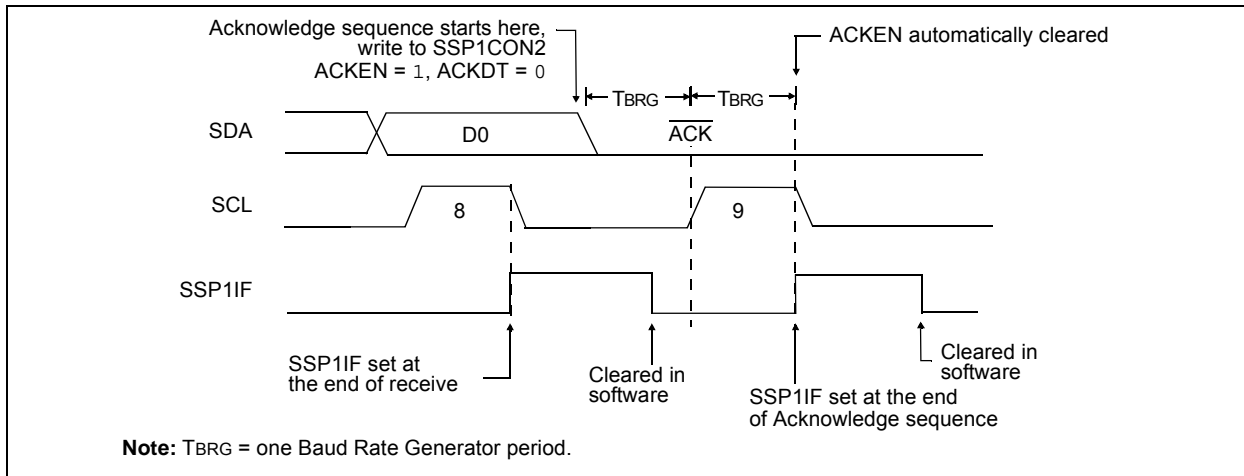 Acknowledge sequence starts here,
write to SSP1CON2
ACKEN = 1, ACKDT = 0
ACKEN automatically cleared
TBRG
TBRG
SDA
D0
ACK
SCL
8
9
SSP1IF
SSP1IF set at
the end of receive
Cleared in
software
SSP1IF set at the end
of Acknowledge sequence
Cleared in
software
Note: TBRG = one Baud Rate Generator period.